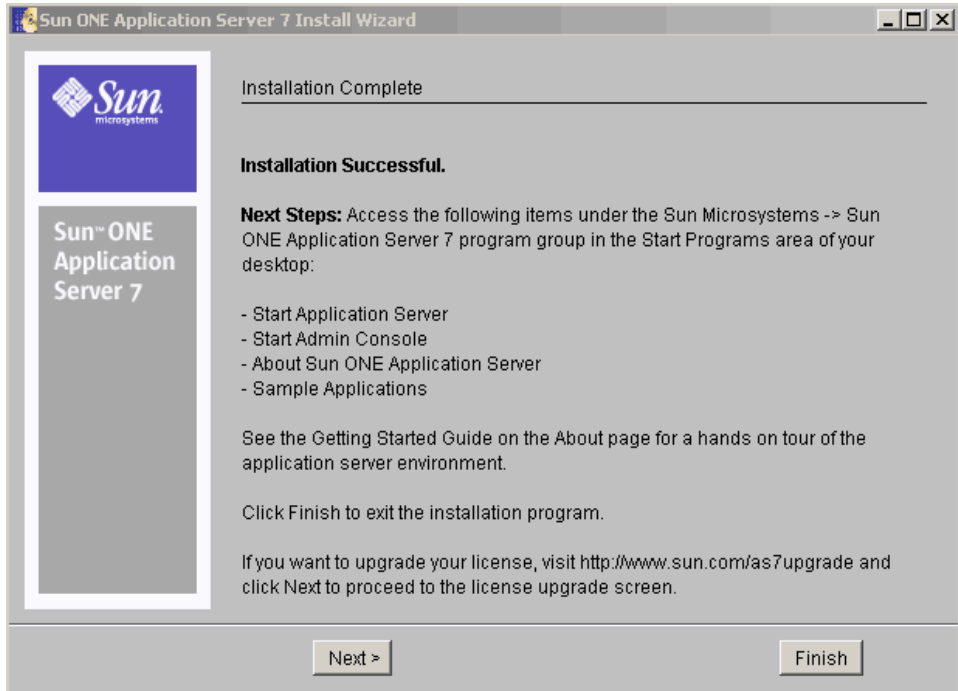 Sun ONE Application Server 7 Install Wizard
Sun
microsystems
Sun™ ONE
Application
Server 7
Installation Complete
Installation Successful.
Next Steps: Access the following items under the Sun Microsystems -> Sun
ONE Application Server 7 program group in the Start Programs area of your
desktop:
- Start Application Server
- Start Admin Console
- About Sun ONE Application Server
- Sample Applications
See the Getting Started Guide on the About page for a hands on tour of the
application server environment.
Click Finish to exit the installation program.
If you want to upgrade your license, visit http://www.sun.com/as7upgrade and
click Next to proceed to the license upgrade screen.
Next >
Finish